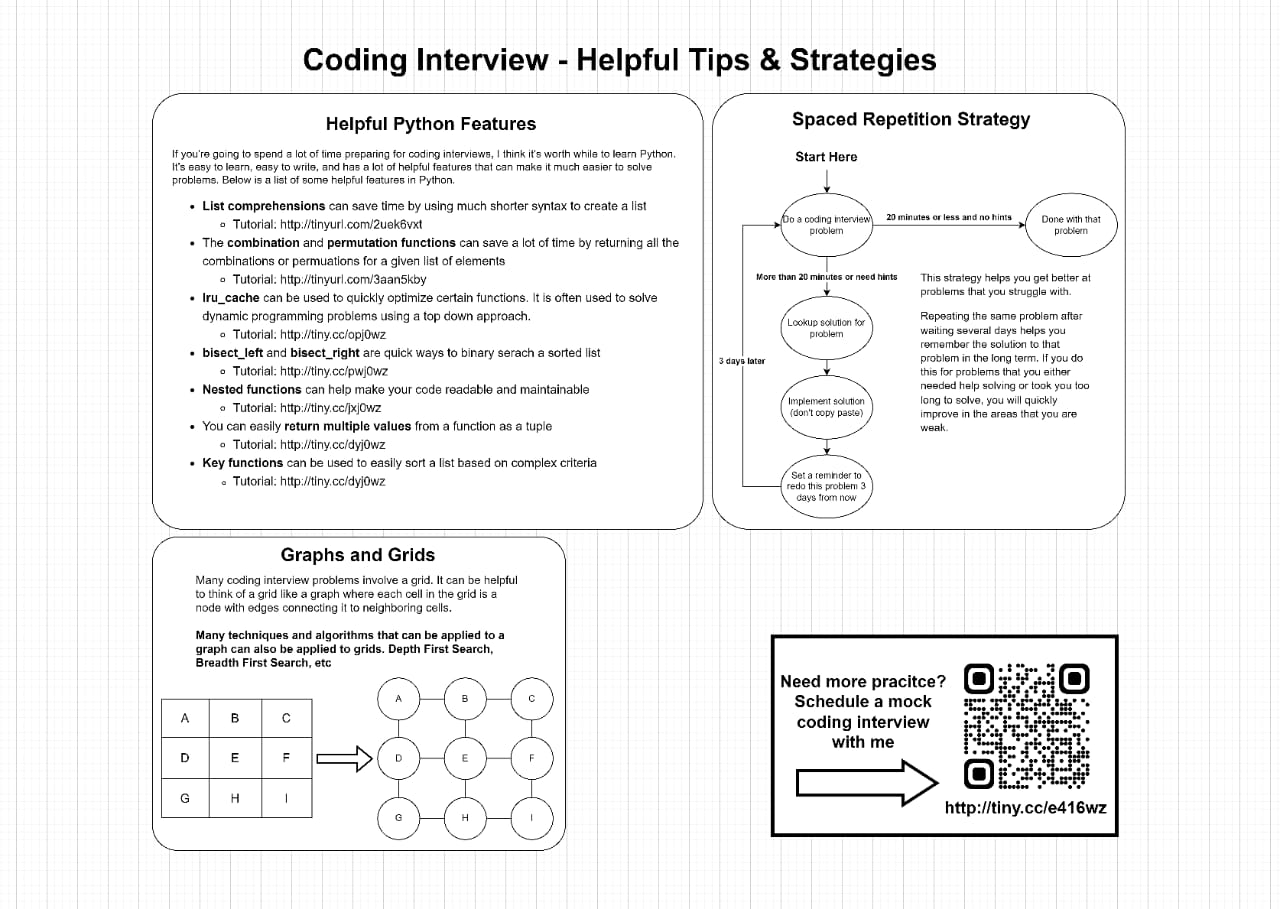 Coding Interview - Helpful Tips & Strategies
Helpful Python Features
If you're going to spend a lot of time preparing for coding interviews, I think it's worth while to learn Python.
It's easy to learn, easy to write, and has a lot of helpful features that can make it much easier to solve
problems. Below is a list of some helpful features in Python.
• List comprehensions can save time by using much shorter syntax to create a list
○ Tutorial: http://tinyurl.com/2uek6vxt
• The combination and permutation functions can save a lot of time by returning all the
combinations or permuations for a given list of elements
○ Tutorial: http://tinyurl.com/3aan5kby
• lru_cache can be used to quickly optimize certain functions. It is often used to solve
dynamic programming problems using a top down approach.
○ Tutorial: http://tiny.cc/opj0wz
• bisect_left and bisect_right are quick ways to binary serach a sorted list
○ Tutorial: http://tiny.cc/pwj0wz
• Nested functions can help make your code readable and maintainable
○ Tutorial: http://tiny.cc/jxj0wz
• You can easily return multiple values from a function as a tuple
○ Tutorial: http://tiny.cc/dyj0wz
• Key functions can be used to easily sort a list based on complex criteria
○ Tutorial: http://tiny.cc/dyj0wz
Spaced Repetition Strategy
Start Here
Do a coding interview
problem
20 minutes or less and no hints
Done with that
problem
More than 20 minutes or need hints
Lookup solution for
problem
3 days later
Implement solution
(don't copy paste)
Set a reminder to
redo this problem 3
days from now
This strategy helps you get better at
problems that you struggle with.
Repeating the same problem after
waiting several days helps you
remember the solution to that
problem in the long term. If you do
this for problems that you either
needed help solving or took you too
long to solve, you will quickly
improve in the areas that you are
weak.
Graphs and Grids
Many coding interview problems involve a grid. It can be helpful
to think of a grid like a graph where each cell in the grid is a
node with edges connecting it to neighboring cells.
Many techniques and algorithms that can be applied to a
graph can also be applied to grids. Depth First Search,
Breadth First Search, etc
A B C
D E F
G H I
A B C
D E F
G H I
Need more pracitce?
Schedule a mock
coding interview
with me
http://tiny.cc/e416wz